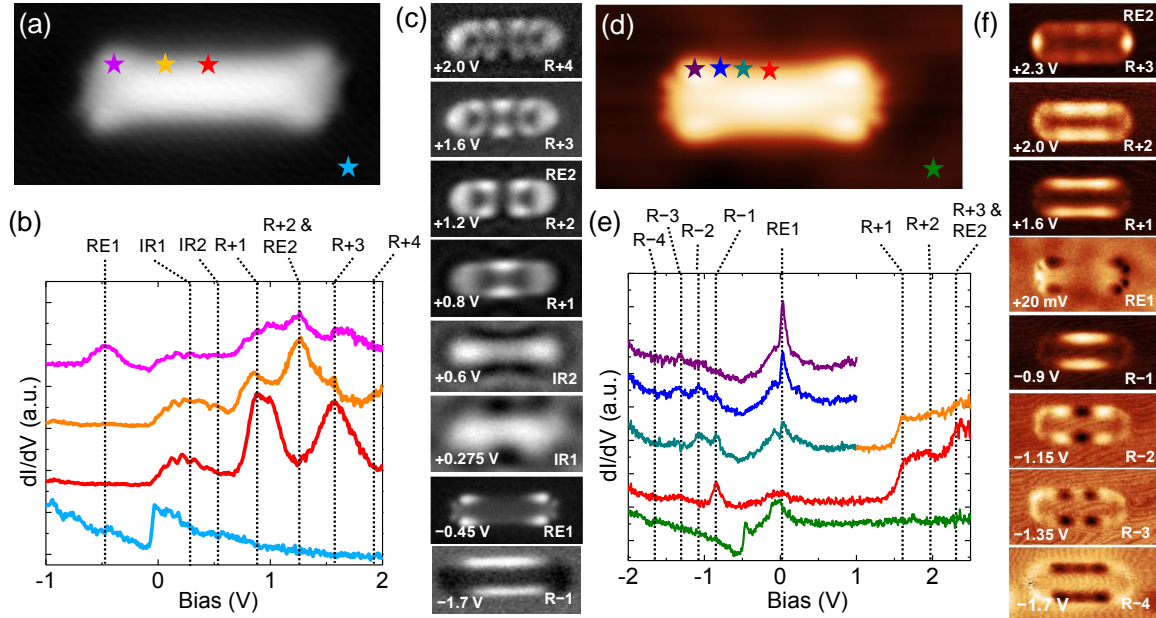 (a)
(b)
RE1
IR1
IR2
R+1
R+2 &
RE2
R+3
R+4
dI/dV (a.u.)
-1
0
1
2
Bias (V)
(c)
+2.0 V
R+4
+1.6 V
R+3
RE2
+1.2 V
R+2
+0.8 V
R+1
+0.6 V
IR2
+0.275 V
IR1
−0.45 V
RE1
−1.7 V
R−1
(d)
(e)
R−4
R−3
R−2
R−1
RE1
R+1
R+2
R+3 &
RE2
dI/dV (a.u.)
-2
-1
0
1
2
Bias (V)
(f)
RE2
+2.3 V
R+3
+2.0 V
R+2
+1.6 V
R+1
+20 mV
RE1
−0.9 V
R−1
−1.15 V
R−2
−1.35 V
R−3
−1.7 V
R−4